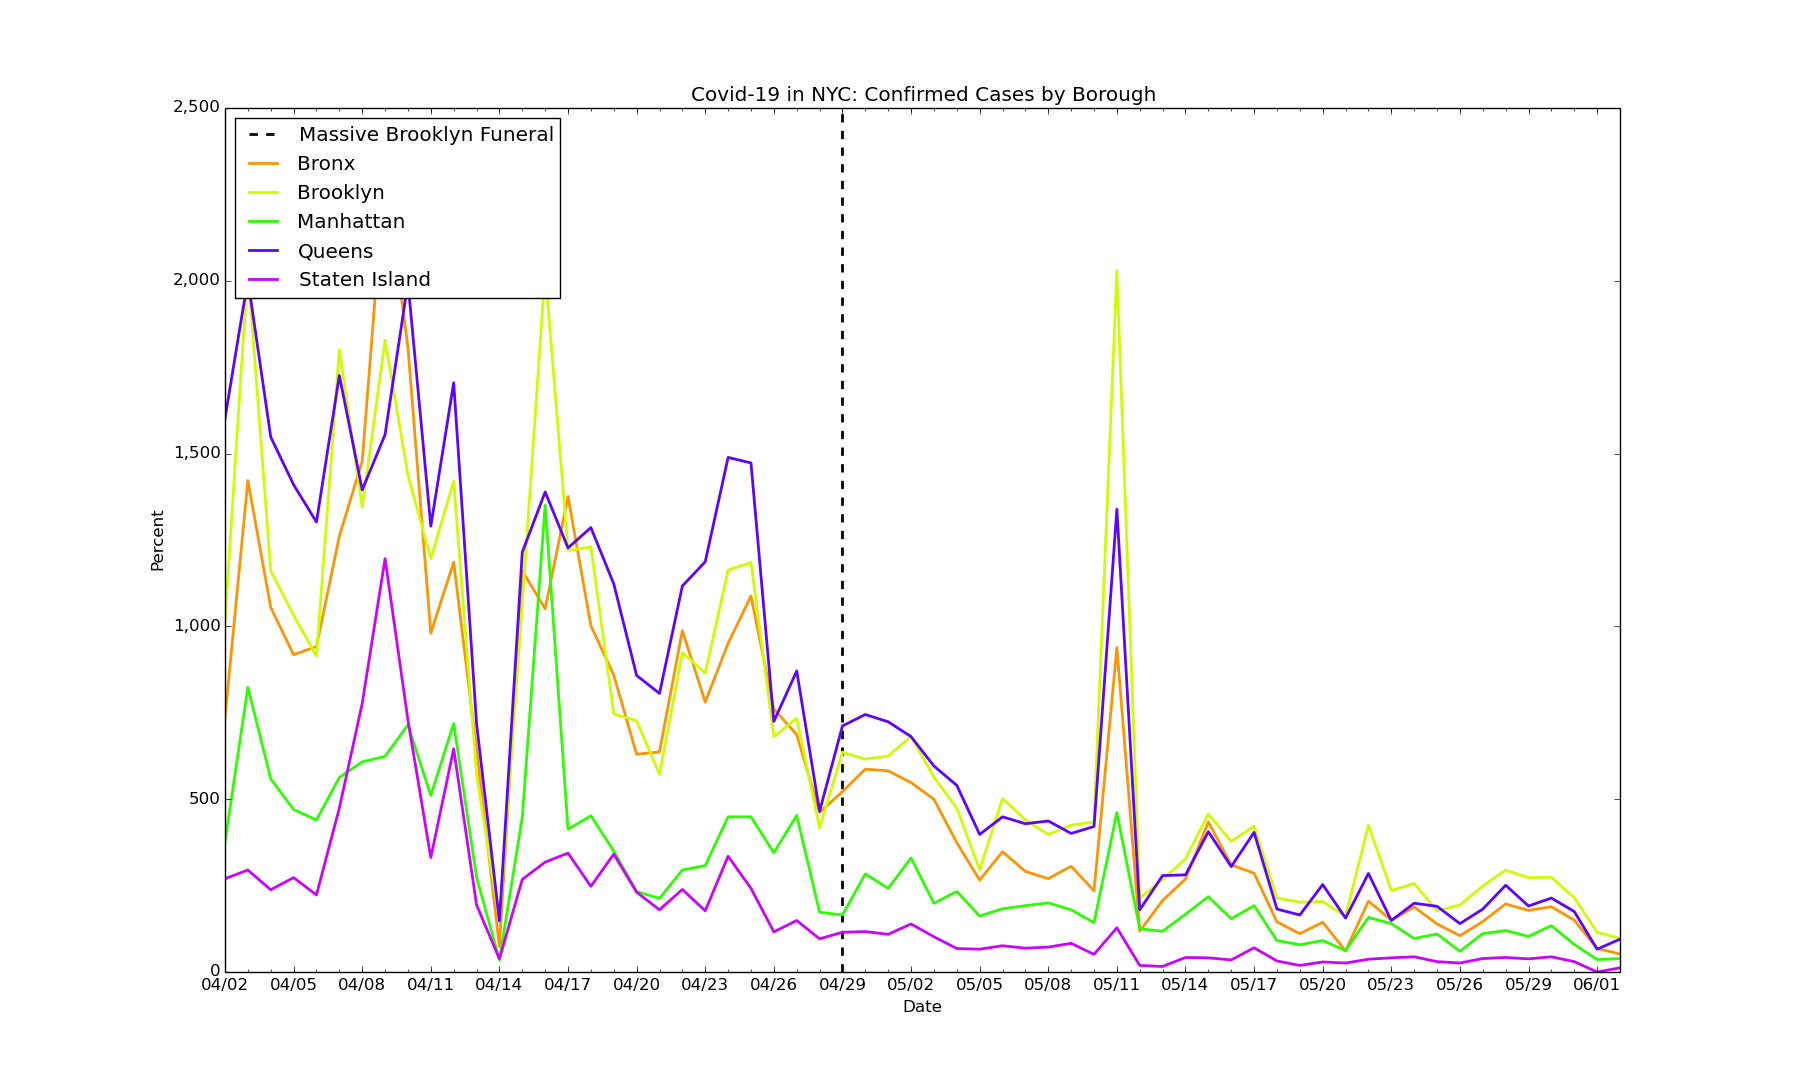 Covid-19 in NYC: Confirmed Cases by Borough
2,500
2,000
1,500
1,000
500
0
Percent
Massive Brooklyn Funeral
Bronx
Brooklyn
Manhattan
Queens
Staten Island
04/02 04/05 04/08 04/11 04/14 04/17 04/20 04/23 04/26 04/29 05/02 05/05 05/08 05/11 05/14 05/17 05/20 05/23 05/26 05/29 06/01
Date